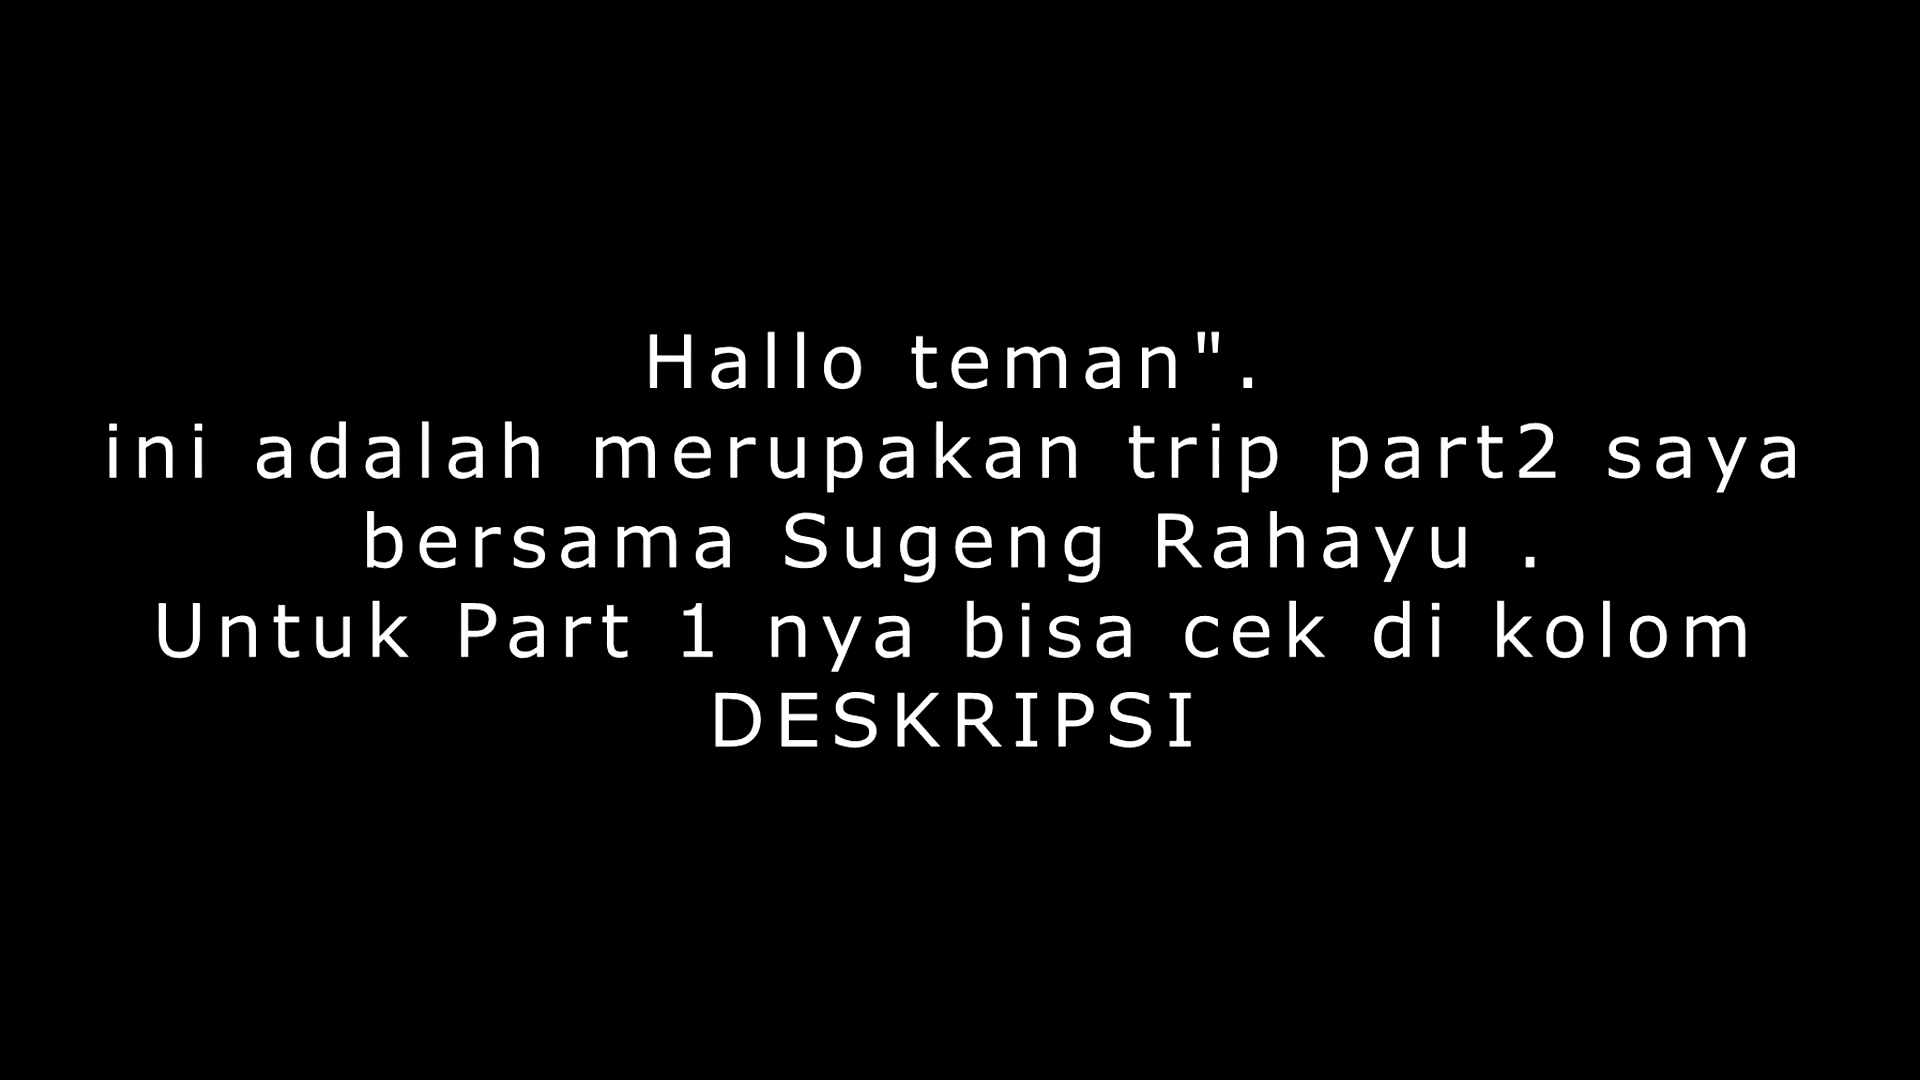 Hallo teman".
ini adalah merupakan trip part2 saya
bersama Sugeng Rahayu .
Untuk Part 1 nya bisa cek di kolom
DESKRIPSI